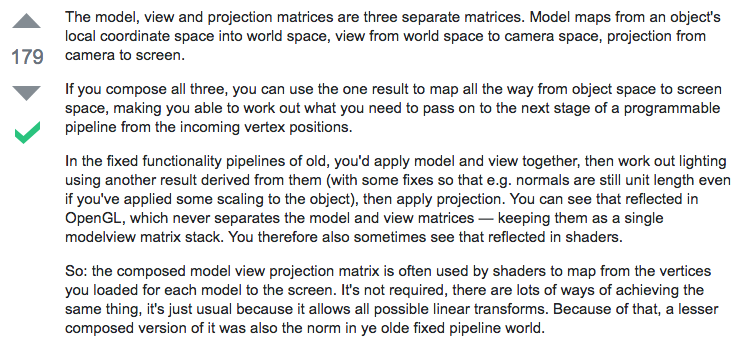 The model, view and projection matrices are three separate matrices. Model maps from an object's
local coordinate space into world space, view from world space to camera space, projection from
camera to screen.
179
If you compose all three, you can use the one result to map all the way from object space to screen
space, making you able to work out what you need to pass on to the next stage of a programmable
pipeline from the incoming vertex positions.
In the fixed functionality pipelines of old, you'd apply model and view together, then work out lighting
using another result derived from them (with some fixes so that e.g. normals are still unit length even
if you've applied some scaling to the object), then apply projection. You can see that reflected in
OpenGL, which never separates the model and view matrices — keeping them as a single
modelview matrix stack. You therefore also sometimes see that reflected in shaders.
So: the composed model view projection matrix is often used by shaders to map from the vertices
you loaded for each model to the screen. It's not required, there are lots of ways of achieving the
same thing, it's just usual because it allows all possible linear transforms. Because of that, a lesser
composed version of it was also the norm in ye olde fixed pipeline world.